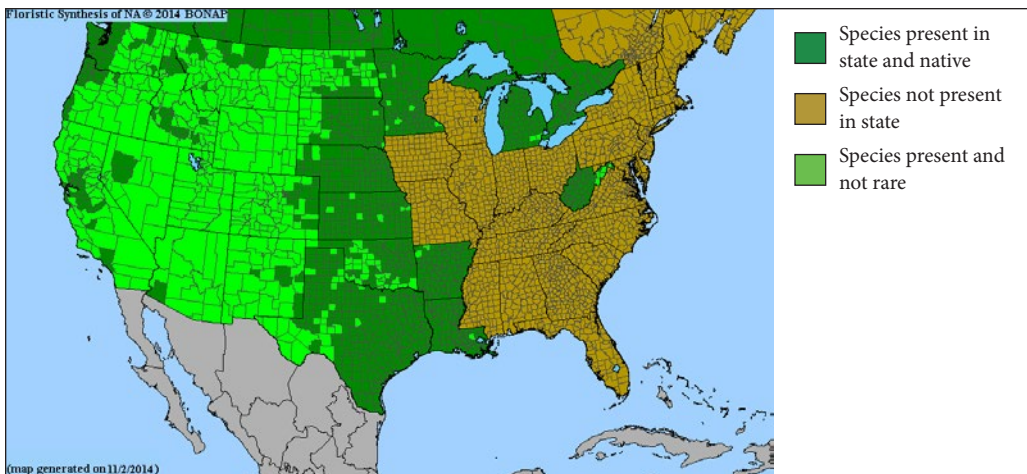 Floristic Synthesis of NA © 2014 BONAP
Species present in
state and native
Species not present
in state
Species present and
not rare
(map generated on 11/2/2014)